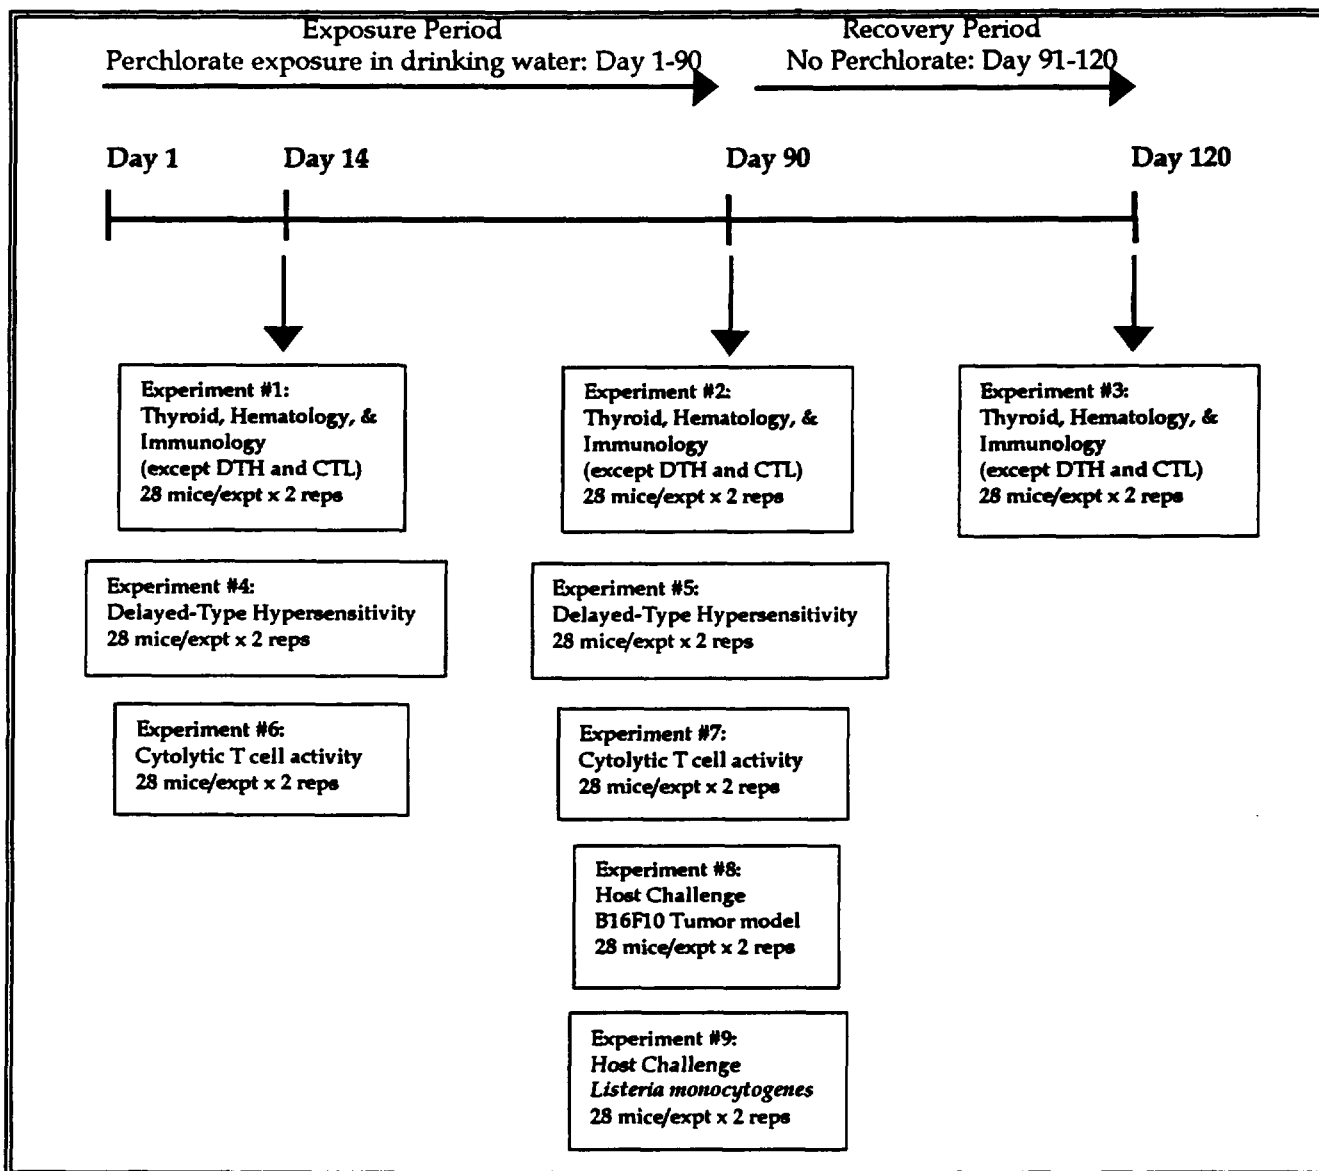 Exposure Period
Perchlorate exposure in drinking water: Day 1-90
Recovery Period
No Perchlorate: Day 91-120
Day 1
Day 14
Day 90
Day 120
Experiment #1:
Thyroid, Hematology, &
Immunology
(except DTH and CTL)
28 mice/expt x 2 reps
Experiment #2:
Thyroid, Hematology, &
Immunology
(except DTH and CTL)
28 mice/expt x 2 reps
Experiment #3:
Thyroid, Hematology, &
Immunology
(except DTH and CTL)
28 mice/expt x 2 reps
Experiment #4:
Delayed-Type Hypersensitivity
28 mice/expt x 2 reps
Experiment #5:
Delayed-Type Hypersensitivity
28 mice/expt x 2 reps
Experiment #6:
Cytolytic T cell activity
28 mice/expt x 2 reps
Experiment #7:
Cytolytic T cell activity
28 mice/expt x 2 reps
Experiment #8:
Host Challenge
B16F10 Tumor model
28 mice/expt x 2 reps
Experiment #9:
Host Challenge
Listeria monocytogenes
28 mice/expt x 2 reps